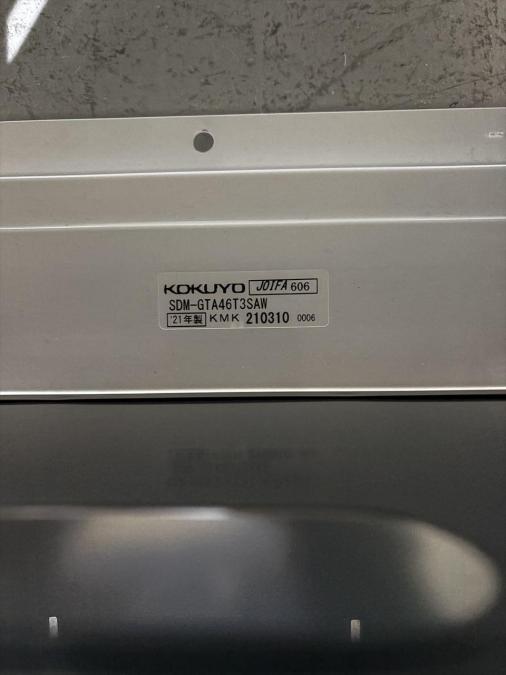 KOKUYO JOIFA 606
SDM-GTA46T3SAW
'21年製 KMK 210310 0006